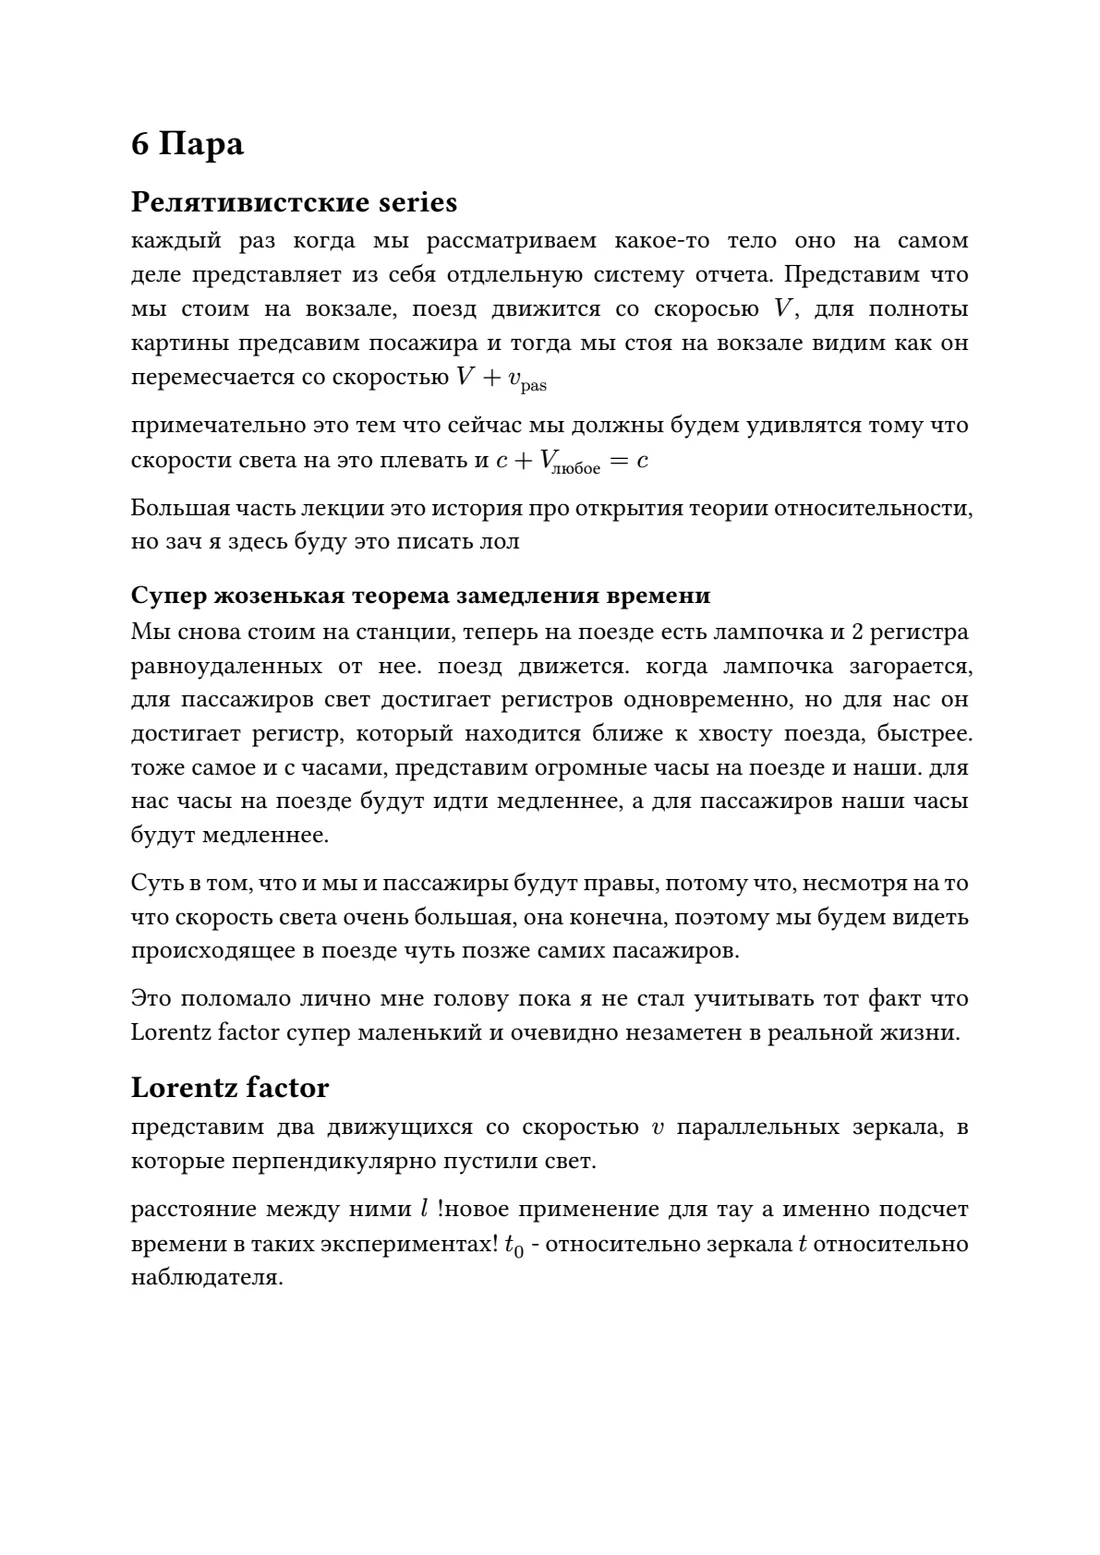 6 Пара
Релятивистские series
каждый раз когда мы рассматриваем какое-то тело оно на самом
деле представляет из себя отдлельную систему отчета. Представим что
мы стоим на вокзале, поезд движится со скоросью V, для полноты
картины предсавим посажира и тогда мы стоя на вокзале видим как он
перемесчается со скоростью V + v_pas
примечательно это тем что сейчас мы должны будем удивлятся тому что
скорости света на это плевать и c + V_любое = c
Большая часть лекции это история про открытия теории относительности,
но зач я здесь буду это писать лол
Супер жозенькая теорема замедления времени
Мы снова стоим на станции, теперь на поезде есть лампочка и 2 регистра
равноудаленных от нее. поезд движется. когда лампочка загорается,
для пассажиров свет достигает регистров одновременно, но для нас он
достигает регистр, который находится ближе к хвосту поезда, быстрее.
тоже самое и с часами, представим огромные часы на поезде и наши. для
нас часы на поезде будут идти медленнее, а для пассажиров наши часы
будут медленнее.
Суть в том, что и мы и пассажиры будут правы, потому что, несмотря на то
что скорость света очень большая, она конечна, поэтому мы будем видеть
происходящее в поезде чуть позже самих пасажиров.
Это поломало лично мне голову пока я не стал учитывать тот факт что
Lorentz factor супер маленький и очевидно незаметен в реальной жизни.
Lorentz factor
представим два движущихся со скоростью v параллельных зеркала, в
которые перпендикулярно пустили свет.
расстояние между ними l !новое применение для тау а именно подсчет
времени в таких экспериментах! t_0 - относительно зеркала t относительно
наблюдателя.